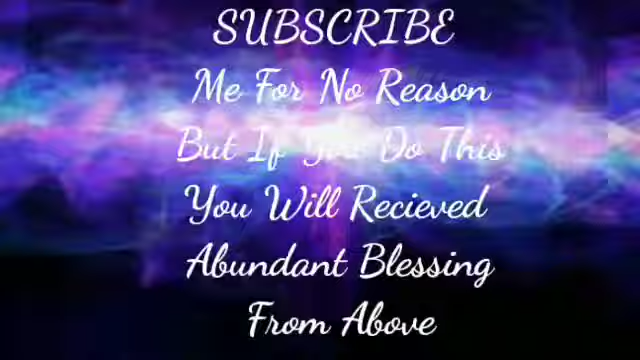 SUBSCRIBE
Me For No Reason
But If You Do This
You Will Recieved
Abundant Blessing
From Above